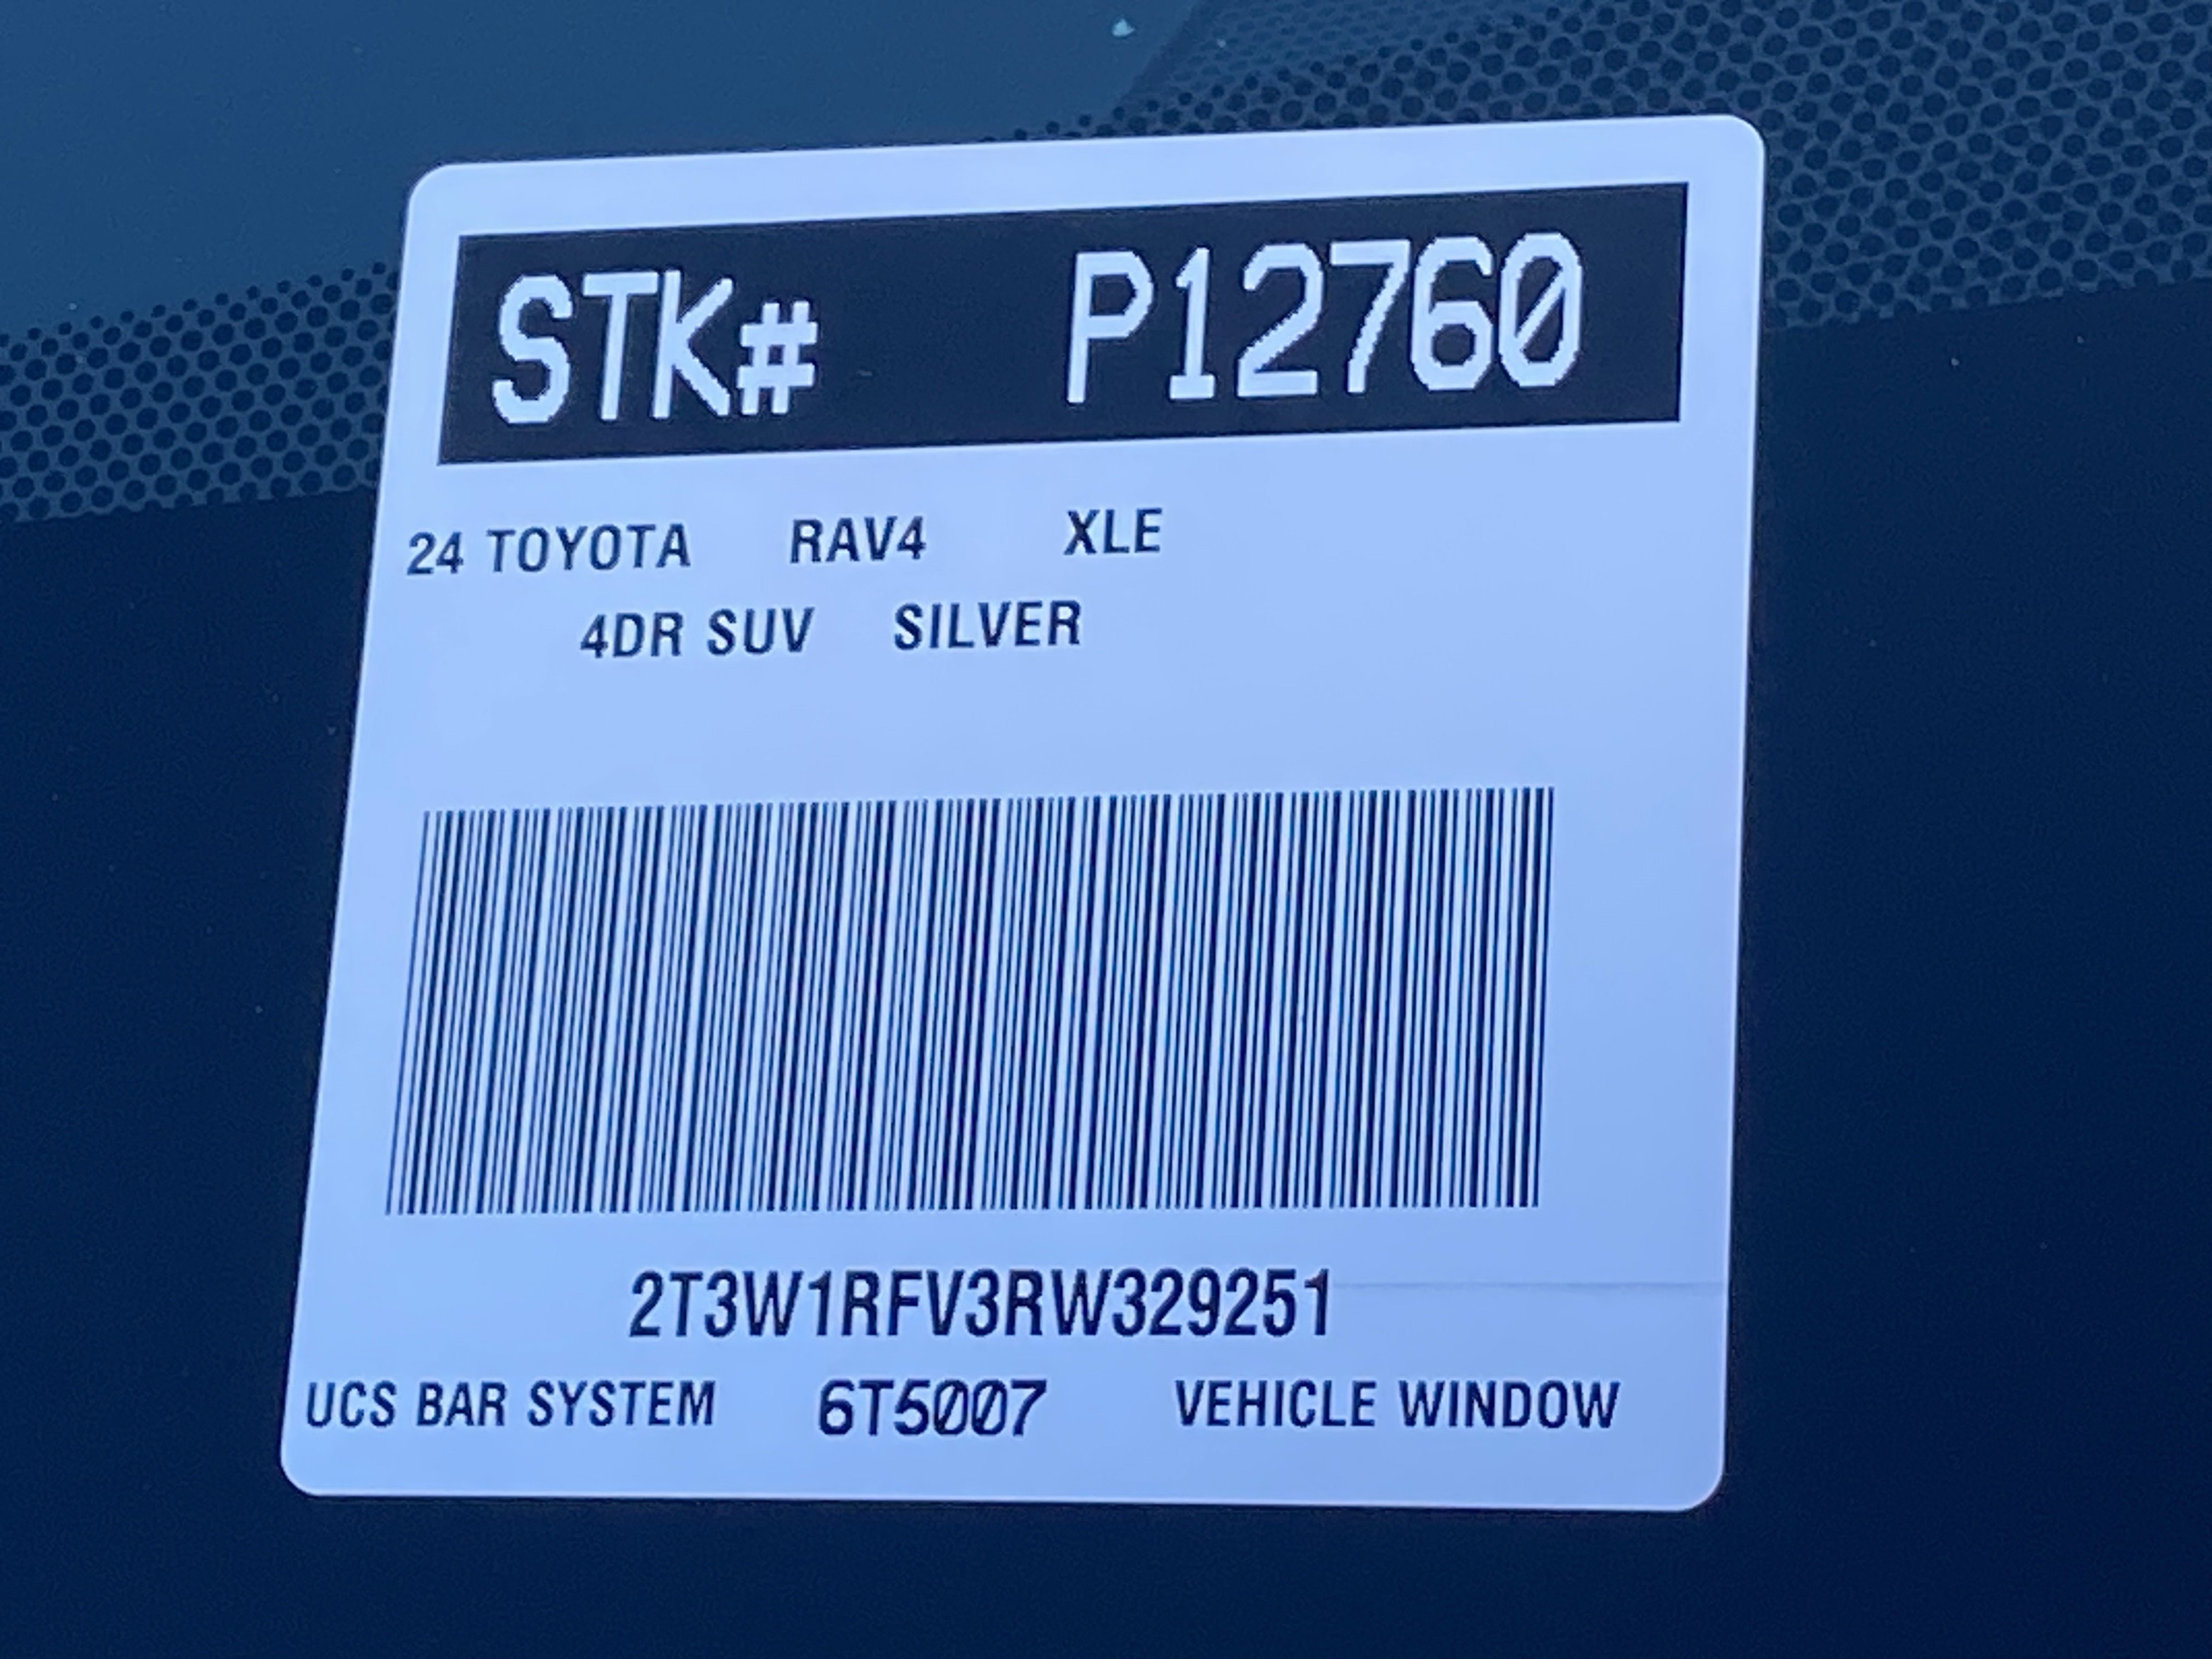 STK# P12760
24 TOYOTA RAV4 XLE
4DR SUV SILVER
2T3W1RFV3RW329251
UCS BAR SYSTEM 6T5007 VEHICLE WINDOW